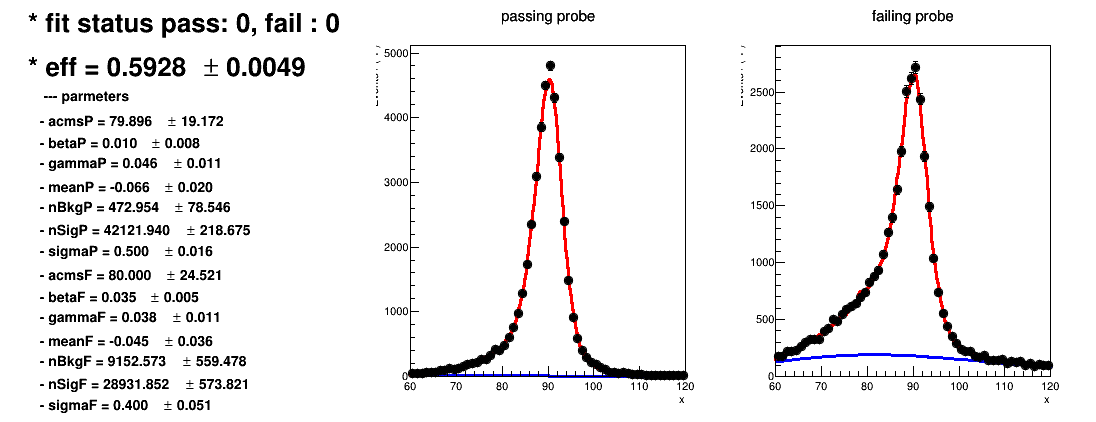 * fit status pass: 0, fail : 0
* eff = 0.5928 ± 0.0049
--- parmeters
- acmsP = 79.896 ± 19.172
- betaP = 0.010 ± 0.008
- gammaP = 0.046 ± 0.011
- meanP = -0.066 ± 0.020
- nBkgP = 472.954 ± 78.546
- nSigP = 42121.940 ± 218.675
- sigmaP = 0.500 ± 0.016
- acmsF = 80.000 ± 24.521
- betaF = 0.035 ± 0.005
- gammaF = 0.038 ± 0.011
- meanF = -0.045 ± 0.036
- nBkgF = 9152.573 ± 559.478
- nSigF = 28931.852 ± 573.821
- sigmaF = 0.400 ± 0.051
passing probe
5000
4000
3000
2000
1000
0
60 70 80 90 100 110 120
x
failing probe
2500
2000
1500
1000
500
0
60 70 80 90 100 110 120
x